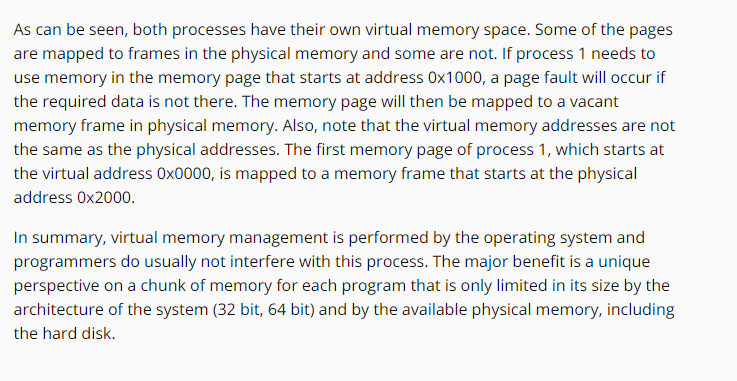 As can be seen, both processes have their own virtual memory space. Some of the pages
are mapped to frames in the physical memory and some are not. If process 1 needs to
use memory in the memory page that starts at address 0x1000, a page fault will occur if
the required data is not there. The memory page will then be mapped to a vacant
memory frame in physical memory. Also, note that the virtual memory addresses are not
the same as the physical addresses. The first memory page of process 1, which starts at
the virtual address 0x0000, is mapped to a memory frame that starts at the physical
address 0x2000.
In summary, virtual memory management is performed by the operating system and
programmers do usually not interfere with this process. The major benefit is a unique
perspective on a chunk of memory for each program that is only limited in its size by the
architecture of the system (32 bit, 64 bit) and by the available physical memory, including
the hard disk.